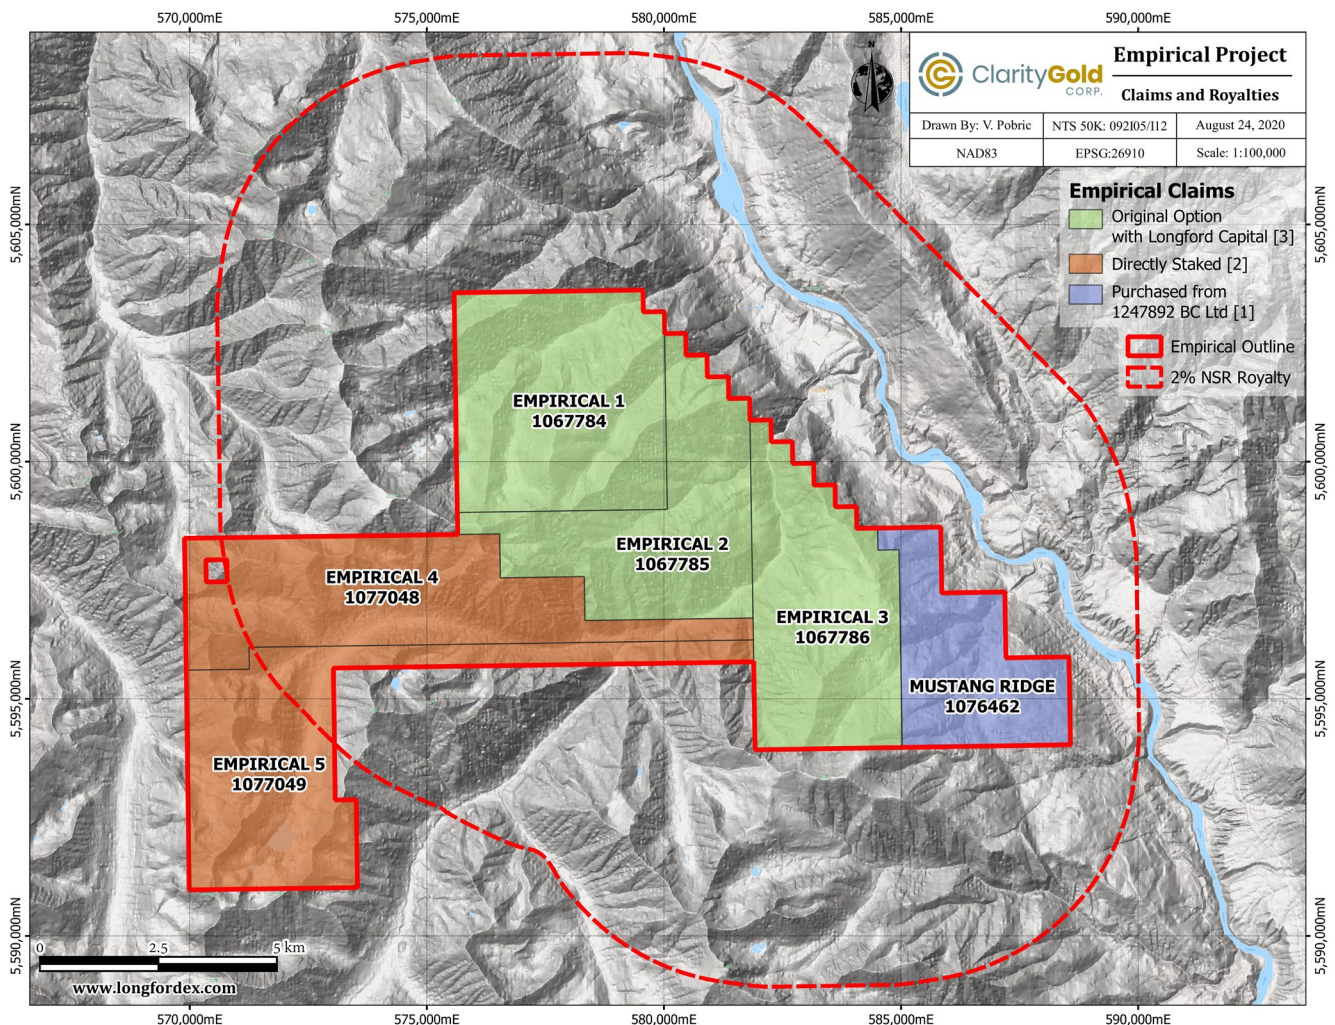 570,000mE
575,000mE
580,000mE
585,000mE
590,000mE
N
ClarityGold
CORP.
Empirical Project
Claims and Royalties
Drawn By: V. Pobric
NTS 50K: 092I05/I12
August 24, 2020
NAD83
EPSG:26910
Scale: 1:100,000
Empirical Claims
Original Option
with Longford Capital [3]
Directly Staked [2]
Purchased from
1247892 BC Ltd [1]
Empirical Outline
2% NSR Royalty
5,605,000mN
5,605,000mN
EMPIRICAL 1
1067784
5,600,000mN
5,600,000mN
EMPIRICAL 2
1067785
EMPIRICAL 4
1077048
EMPIRICAL 3
1067786
MUSTANG RIDGE
1076462
5,595,000mN
5,595,000mN
EMPIRICAL 5
1077049
5,590,000mN
5,590,000mN
0
2.5
5 km
www.longfordex.com
570,000mE
575,000mE
580,000mE
585,000mE
590,000mE